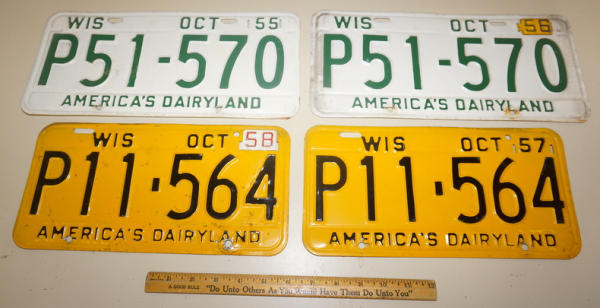 WIS OCT 55
P51-570
AMERICA'S DAIRYLAND
WIS OCT 56
P51-570
AMERICA'S DAIRYLAND
WIS OCT 58
P11·564
AMERICA'S DAIRYLAND
WIS OCT 57
P11·564
AMERICA'S DAIRYLAND
A GOOD RULE "Do Unto Others As You Would Have Them Do Unto You"